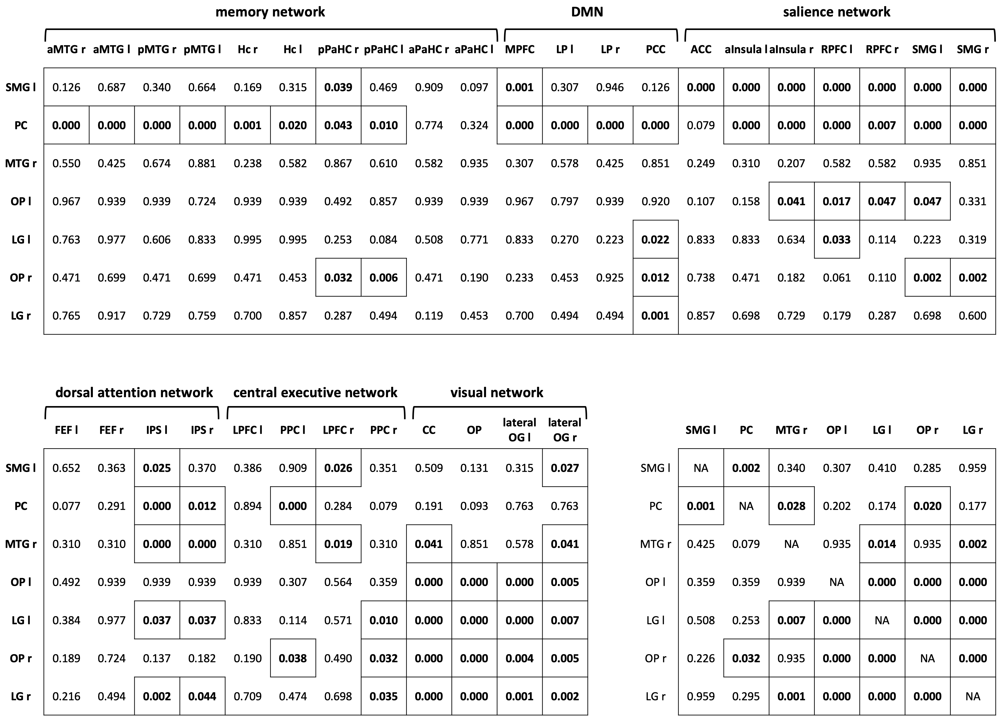 memory network DMN salience network
aMTG r aMTG l pMTG r pMTG l Hc r Hc l pPaHC r pPaHC l aPaHC r aPaHC l MPFC LP l LP r PCC ACC aInsula l aInsula r RPFC l RPFC r SMG l SMG r
SMG l 0.126 0.687 0.340 0.664 0.169 0.315 0.039 0.469 0.909 0.097 0.001 0.307 0.946 0.126 0.000 0.000 0.000 0.000 0.000 0.000 0.000
PC 0.000 0.000 0.000 0.000 0.001 0.020 0.043 0.010 0.774 0.324 0.000 0.000 0.000 0.000 0.079 0.000 0.000 0.000 0.007 0.000 0.000
MTG r 0.550 0.425 0.674 0.881 0.238 0.582 0.867 0.610 0.582 0.935 0.307 0.578 0.425 0.851 0.249 0.310 0.207 0.582 0.582 0.935 0.851
OP l 0.967 0.939 0.939 0.724 0.939 0.939 0.492 0.857 0.939 0.939 0.967 0.797 0.939 0.920 0.107 0.158 0.041 0.017 0.047 0.047 0.331
LG l 0.763 0.977 0.606 0.833 0.995 0.995 0.253 0.084 0.508 0.771 0.833 0.270 0.223 0.022 0.833 0.833 0.634 0.033 0.114 0.223 0.319
OP r 0.471 0.699 0.471 0.699 0.471 0.453 0.032 0.006 0.471 0.190 0.233 0.453 0.925 0.012 0.738 0.471 0.182 0.061 0.110 0.002 0.002
LG r 0.765 0.917 0.729 0.759 0.700 0.857 0.287 0.494 0.119 0.453 0.700 0.494 0.494 0.001 0.857 0.698 0.729 0.179 0.287 0.698 0.600
dorsal attention network central executive network visual network
FEF l FEF r IPS l IPS r LPFC l PPC l LPFC r PPC r CC OP lateral OG l lateral OG r
SMG l 0.652 0.363 0.025 0.370 0.386 0.909 0.026 0.351 0.509 0.131 0.315 0.027
PC 0.077 0.291 0.000 0.012 0.894 0.000 0.284 0.079 0.191 0.093 0.763 0.763
MTG r 0.310 0.310 0.000 0.000 0.310 0.851 0.019 0.310 0.041 0.851 0.578 0.041
OP l 0.492 0.939 0.939 0.939 0.939 0.307 0.564 0.359 0.000 0.000 0.000 0.005
LG l 0.384 0.977 0.037 0.037 0.833 0.114 0.571 0.010 0.000 0.000 0.000 0.007
OP r 0.189 0.724 0.137 0.182 0.190 0.038 0.490 0.032 0.000 0.000 0.004 0.005
LG r 0.216 0.494 0.002 0.044 0.709 0.474 0.698 0.035 0.000 0.000 0.001 0.002
SMG l PC MTG r OP l LG l OP r LG r
SMG l NA 0.002 0.340 0.307 0.410 0.285 0.959
PC 0.001 NA 0.028 0.202 0.174 0.020 0.177
MTG r 0.425 0.079 NA 0.935 0.014 0.935 0.002
OP l 0.359 0.359 0.939 NA 0.000 0.000 0.000
LG l 0.508 0.253 0.007 0.000 NA 0.000 0.000
OP r 0.226 0.032 0.935 0.000 0.000 NA 0.000
LG r 0.959 0.295 0.001 0.000 0.000 0.000 NA